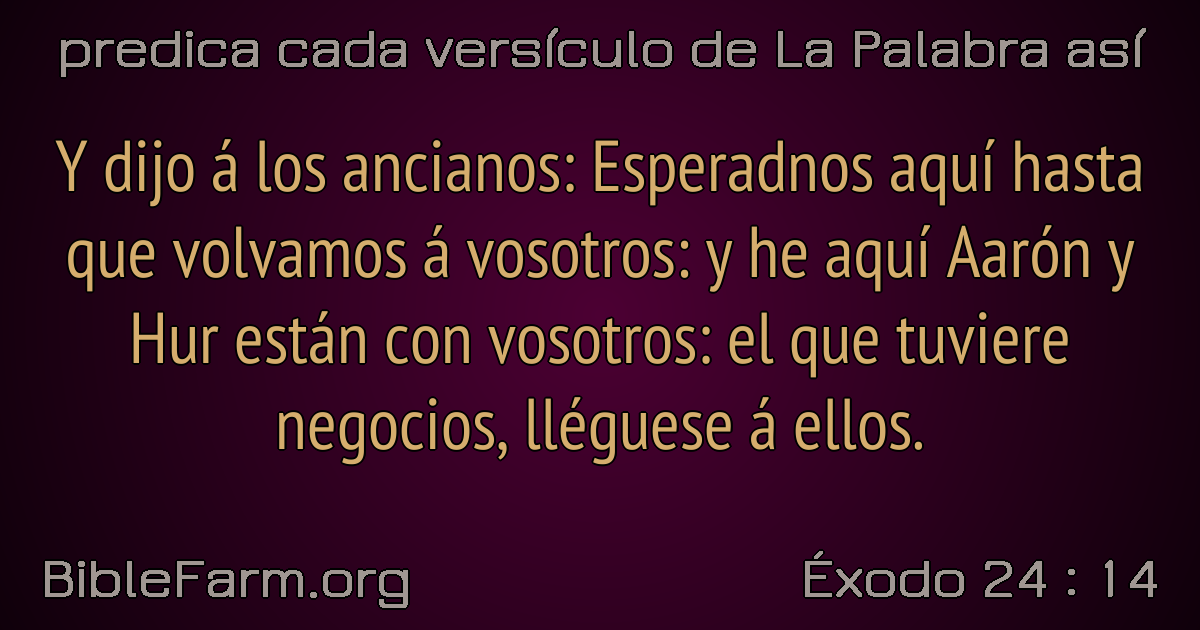 predica cada versículo de La Palabra así
Y dijo á los ancianos: Esperadnos aquí hasta
que volvamos á vosotros: y he aquí Aarón y
Hur están con vosotros: el que tuviere
negocios, lléguese á ellos.
BibleFarm.org
Éxodo 24 : 14